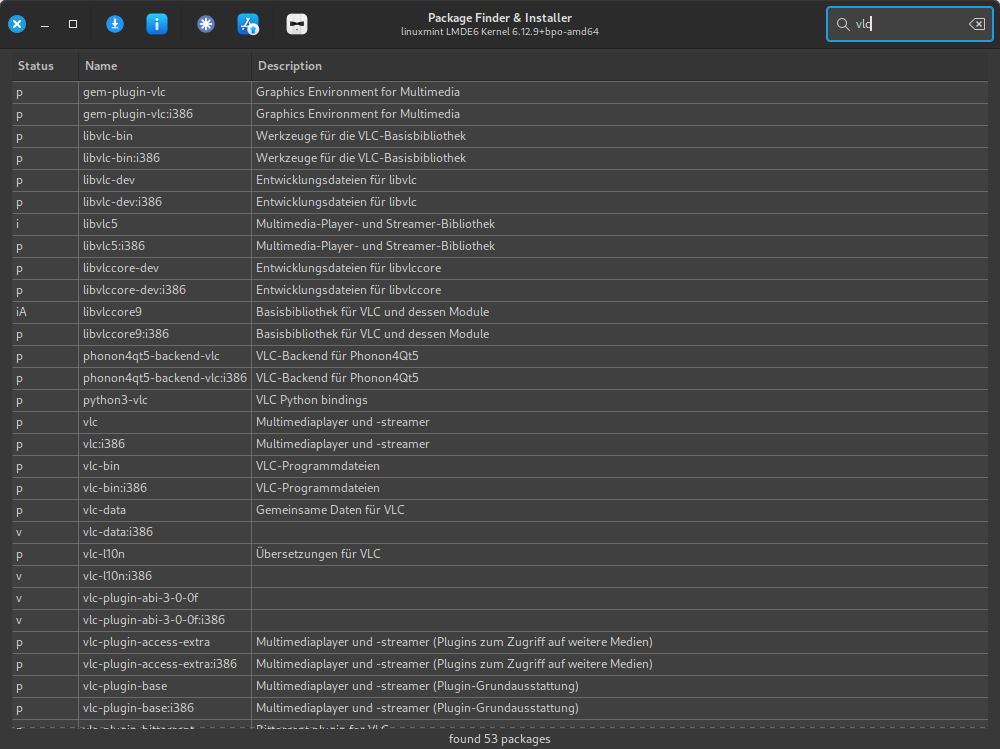 Package Finder & Installer
linuxmint LMDE6 Kernel 6.12.9+bpo-amd64
vlc
Status Name Description
p gem-plugin-vlc Graphics Environment for Multimedia
p gem-plugin-vlc:i386 Graphics Environment for Multimedia
p libvlc-bin Werkzeuge für die VLC-Basisbibliothek
p libvlc-bin:i386 Werkzeuge für die VLC-Basisbibliothek
p libvlc-dev Entwicklungsdateien für libvlc
p libvlc-dev:i386 Entwicklungsdateien für libvlc
i libvlc5 Multimedia-Player- und Streamer-Bibliothek
p libvlc5:i386 Multimedia-Player- und Streamer-Bibliothek
p libvlccore-dev Entwicklungsdateien für libvlccore
p libvlccore-dev:i386 Entwicklungsdateien für libvlccore
iA libvlccore9 Basisbibliothek für VLC und dessen Module
p libvlccore9:i386 Basisbibliothek für VLC und dessen Module
p phonon4qt5-backend-vlc VLC-Backend für Phonon4Qt5
p phonon4qt5-backend-vlc:i386 VLC-Backend für Phonon4Qt5
p python3-vlc VLC Python bindings
p vlc Multimediaplayer und -streamer
p vlc:i386 Multimediaplayer und -streamer
p vlc-bin VLC-Programmdateien
p vlc-bin:i386 VLC-Programmdateien
p vlc-data Gemeinsame Daten für VLC
v vlc-data:i386
p vlc-l10n Übersetzungen für VLC
v vlc-l10n:i386
v vlc-plugin-abi-3-0-0f
v vlc-plugin-abi-3-0-0f:i386
p vlc-plugin-access-extra Multimediaplayer und -streamer (Plugins zum Zugriff auf weitere Medien)
p vlc-plugin-access-extra:i386 Multimediaplayer und -streamer (Plugins zum Zugriff auf weitere Medien)
p vlc-plugin-base Multimediaplayer und -streamer (Plugin-Grundausstattung)
p vlc-plugin-base:i386 Multimediaplayer und -streamer (Plugin-Grundausstattung)
found 53 packages